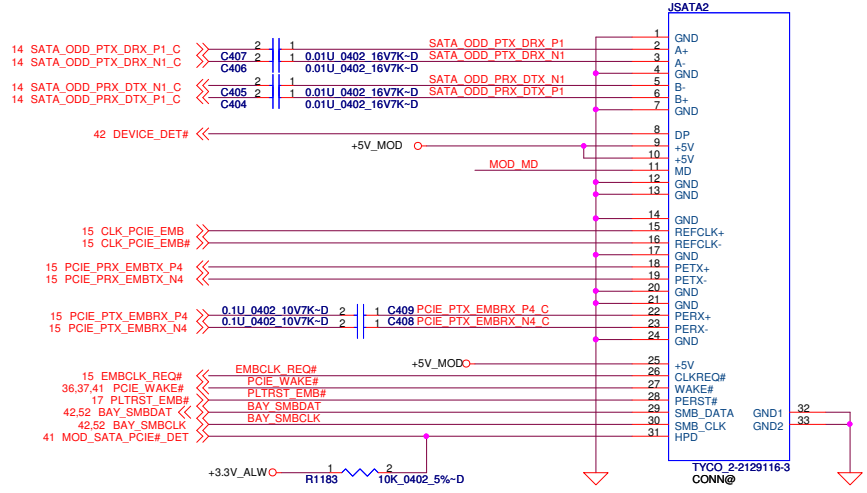 JSATA2
1 GND
14 SATA_ODD_PTX_DRX_P1_C 2 1 SATA_ODD_PTX_DRX_P1 2 A+
14 SATA_ODD_PTX_DRX_N1_C C407 2 1 0.01U_0402_16V7K~D SATA_ODD_PTX_DRX_N1 3 A-
C406 0.01U_0402_16V7K~D 4 GND
14 SATA_ODD_PRX_DTX_N1_C 2 1 SATA_ODD_PRX_DTX_N1 5 B-
14 SATA_ODD_PRX_DTX_P1_C C405 2 1 0.01U_0402_16V7K~D SATA_ODD_PRX_DTX_P1 6 B+
C404 0.01U_0402_16V7K~D 7 GND
42 DEVICE_DET# 8 DP
+5V_MOD 9 +5V
10 +5V
MOD_MD 11 MD
12 GND
13 GND
14 GND
15 CLK_PCIE_EMB 15 REFCLK+
15 CLK_PCIE_EMB# 16 REFCLK-
17 GND
15 PCIE_PRX_EMBTX_P4 18 PETX+
15 PCIE_PRX_EMBTX_N4 19 PETX-
20 GND
21 GND
15 PCIE_PTX_EMBRX_P4 0.1U_0402_10V7K~D 2 1 C409 PCIE_PTX_EMBRX_P4_C 22 PERX+
15 PCIE_PTX_EMBRX_N4 0.1U_0402_10V7K~D 2 1 C408 PCIE_PTX_EMBRX_N4_C 23 PERX-
24 GND
+5V_MOD 25 +5V
15 EMBCLK_REQ# EMBCLK_REQ# 26 CLKREQ#
36,37,41 PCIE_WAKE# PCIE_WAKE# 27 WAKE#
17 PLTRST_EMB# PLTRST_EMB# 28 PERST#
42,52 BAY_SMBDAT BAY_SMBDAT 29 SMB_DATA GND1 32
42,52 BAY_SMBCLK BAY_SMBCLK 30 SMB_CLK GND2 33
41 MOD_SATA_PCIE#_DET 31 HPD
+3.3V_ALW 1 2
R1183 10K_0402_5%~D
TYCO_2-2129116-3
CONN@